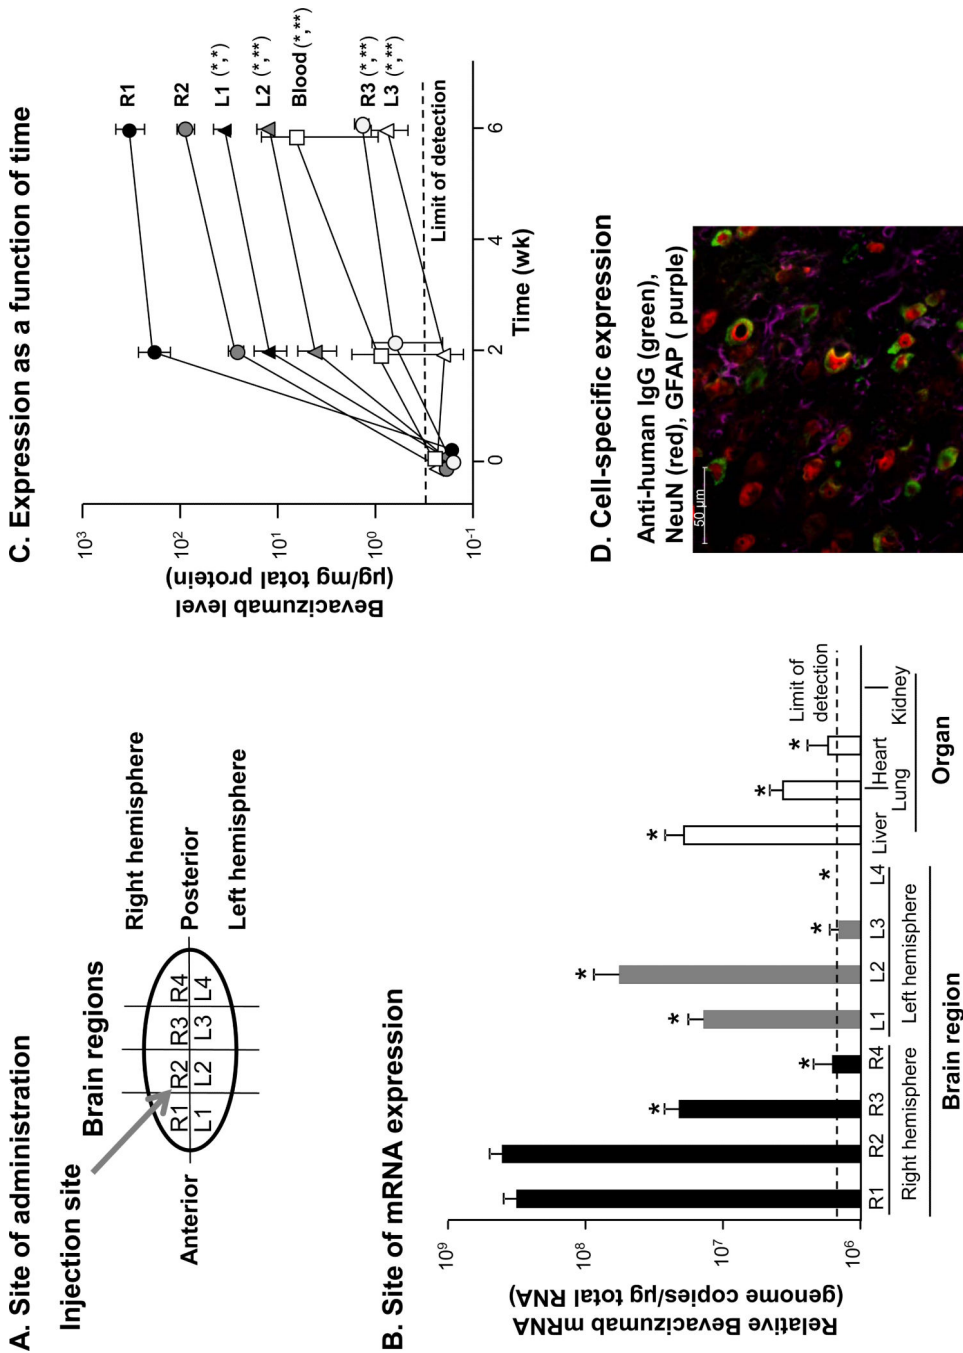 A. Site of administration
Injection site
Brain regions
Right hemisphere
Anterior
R1 R2 R3 R4
L1 L2 L3 L4
Posterior
Left hemisphere
B. Site of mRNA expression
Relative Bevacizumab mRNA
(genome copies/µg total RNA)
10⁹
10⁸
10⁷
10⁶
* * * * * * * * *
Limit of
detection
R1 R2 R3 R4 L1 L2 L3 L4 Liver Lung Heart Kidney
Right hemisphere
Left hemisphere
Brain region
Organ
C. Expression as a function of time
Bevacizumab level
(µg/mg total protein)
10³
10²
10¹
10⁰
10⁻¹
R1
R2
L1 (*,*)
L2 (*,**)
Blood (*,**)
R3 (*,**)
L3 (*,**)
Limit of detection
0 2 4 6
Time (wk)
D. Cell-specific expression
Anti-human IgG (green),
NeuN (red), GFAP ( purple)
50 µm